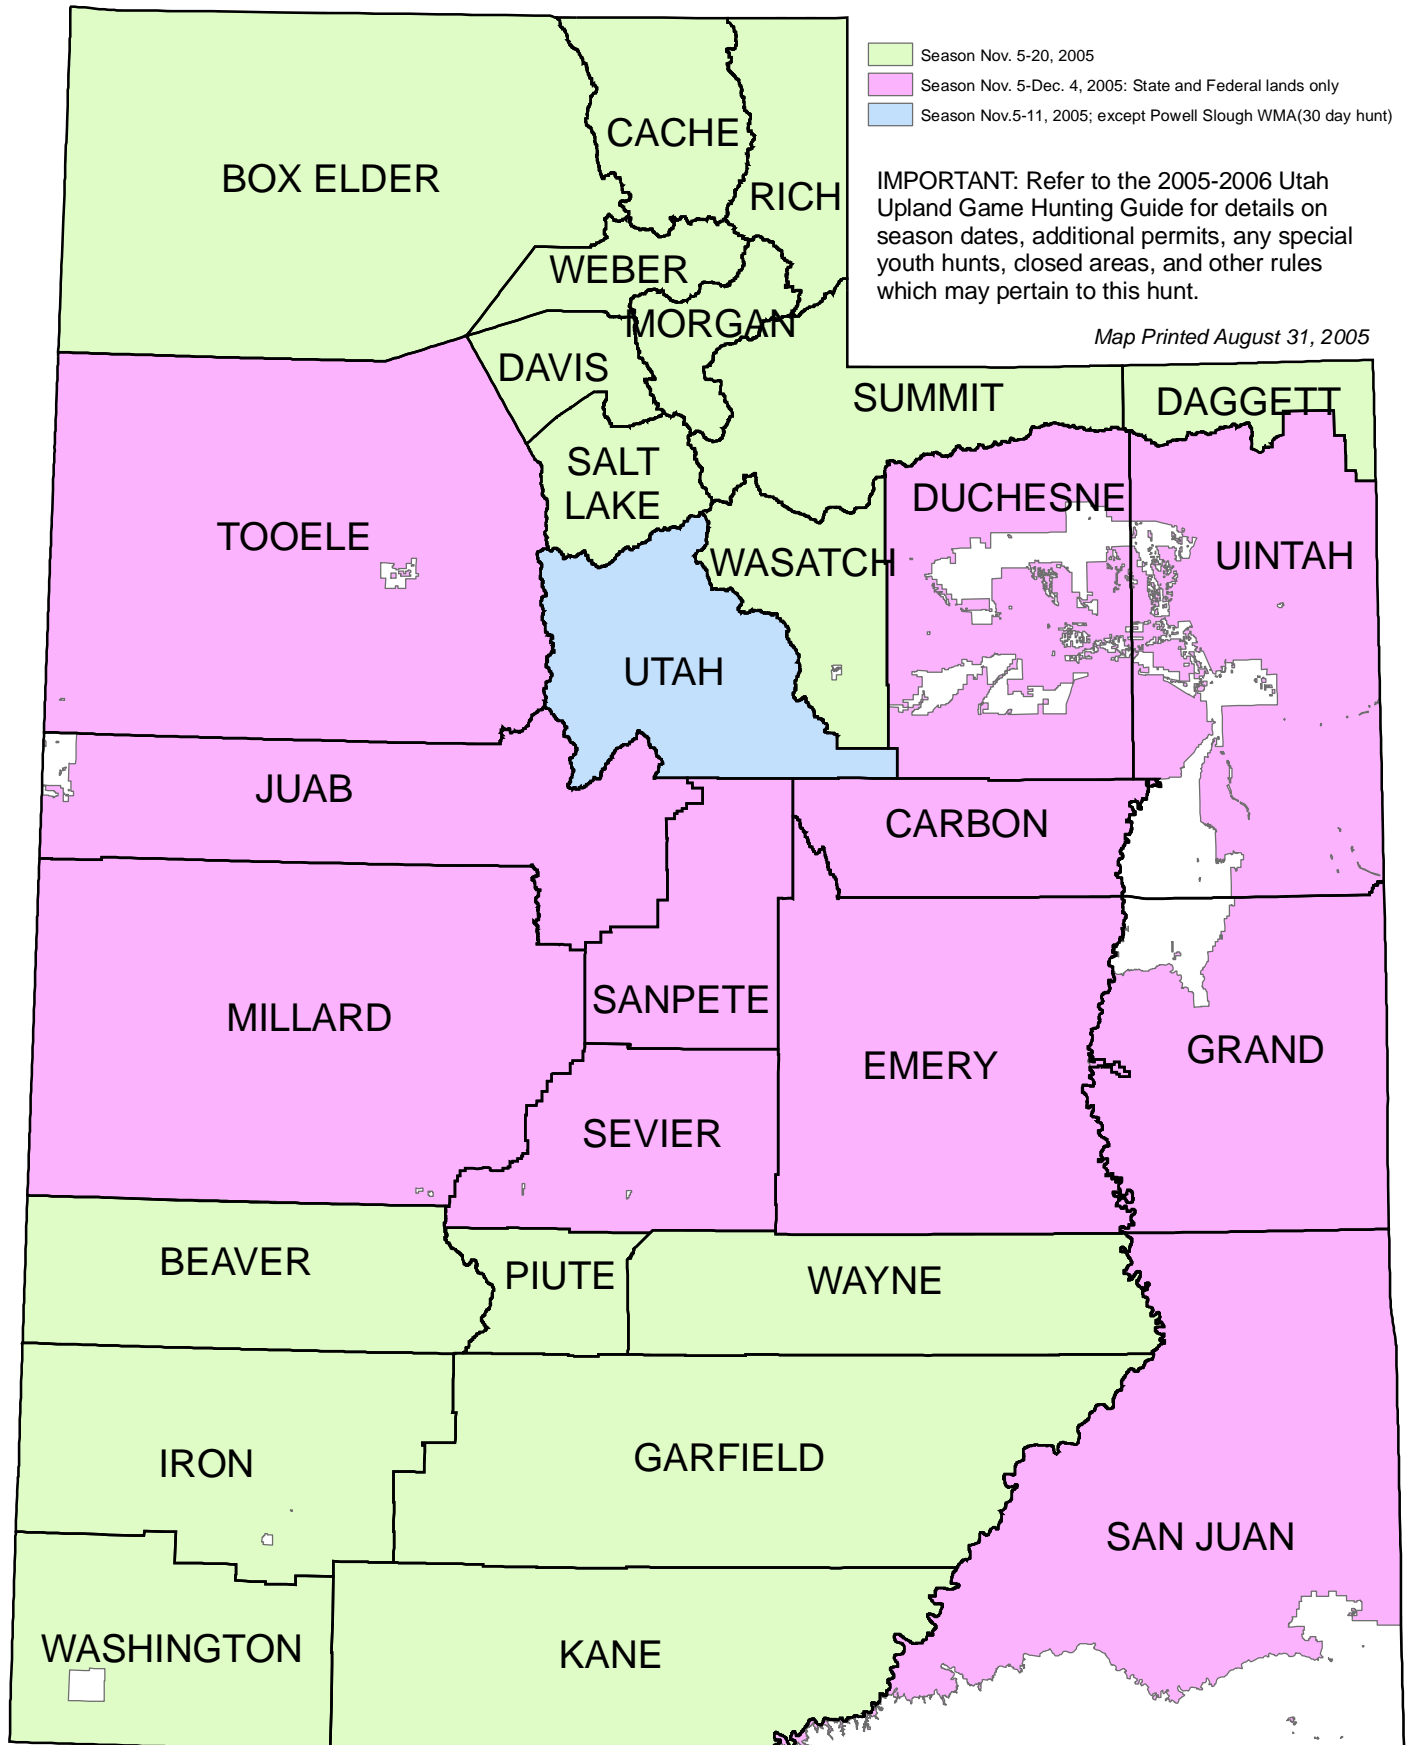 Season Nov. 5-20, 2005
Season Nov. 5-Dec. 4, 2005: State and Federal lands only
Season Nov.5-11, 2005; except Powell Slough WMA(30 day hunt)
IMPORTANT: Refer to the 2005-2006 Utah
Upland Game Hunting Guide for details on
season dates, additional permits, any special
youth hunts, closed areas, and other rules
which may pertain to this hunt.
Map Printed August 31, 2005
CACHE
BOX ELDER
RICH
WEBER
MORGAN
DAVIS
SUMMIT
DAGGETT
SALT
LAKE
DUCHESNE
TOOELE
WASATCH
UINTAH
UTAH
JUAB
CARBON
SANPETE
MILLARD
GRAND
EMERY
SEVIER
BEAVER
PIUTE
WAYNE
GARFIELD
IRON
SAN JUAN
WASHINGTON
KANE